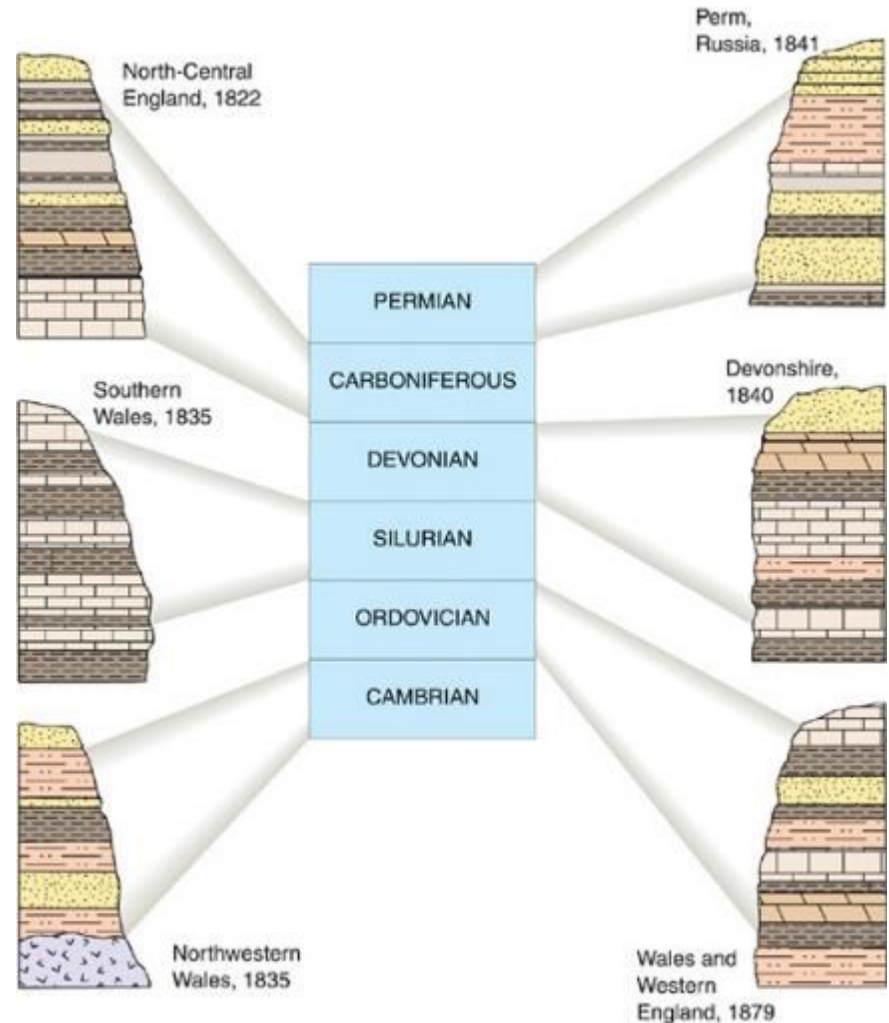 North-Central
England, 1822
Perm,
Russia, 1841
PERMIAN
CARBONIFEROUS
DEVONIAN
SILURIAN
ORDOVICIAN
CAMBRIAN
Southern
Wales, 1835
Devonshire,
1840
Northwestern
Wales, 1835
Wales and
Western
England, 1879